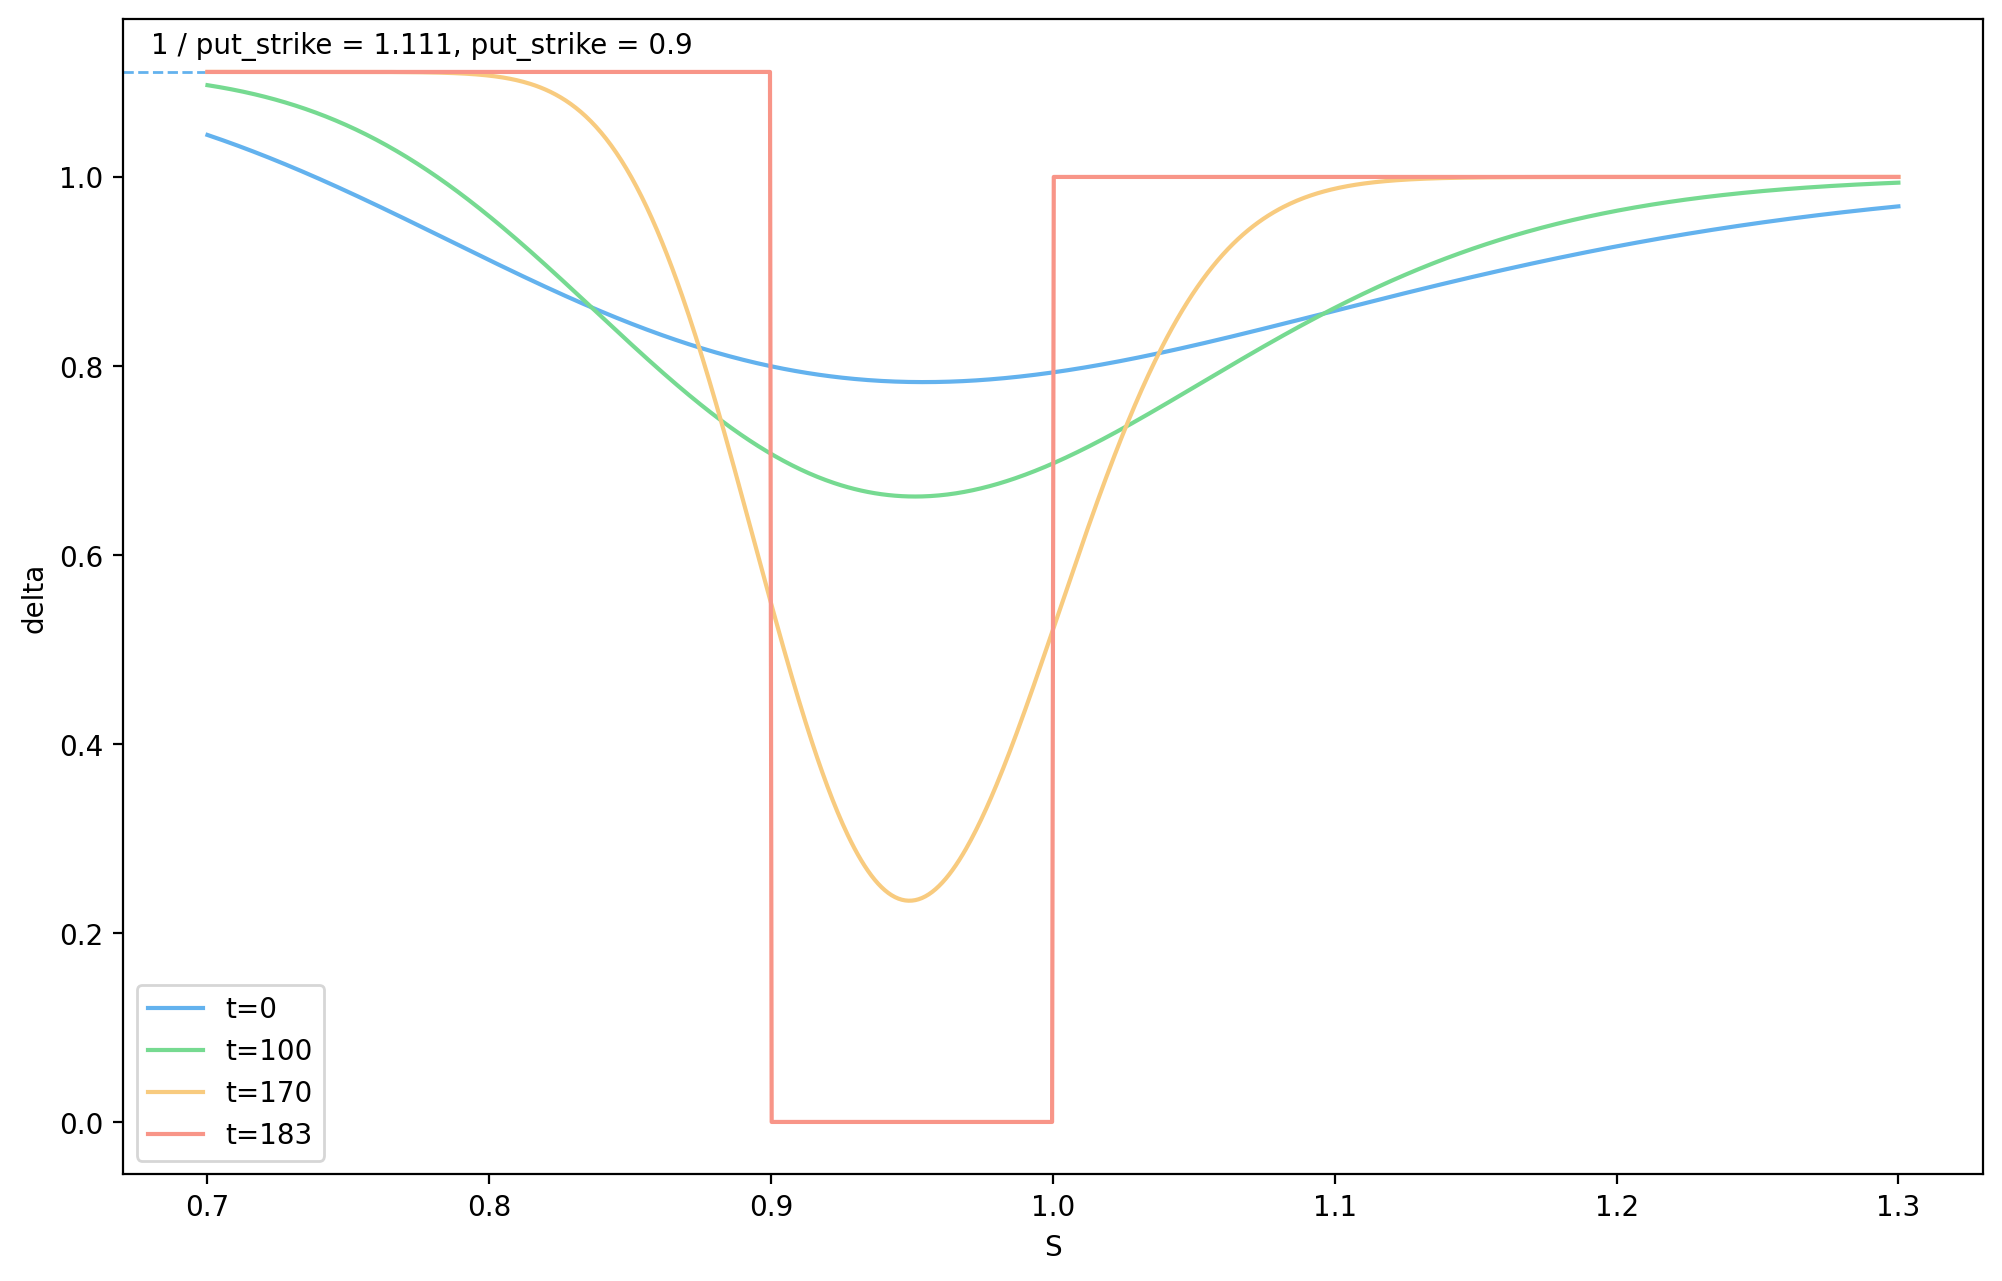 1 / put_strike = 1.111, put_strike = 0.9
1.0
0.8
0.6
0.4
0.2
0.0
delta
t=0
t=100
t=170
t=183
0.7 0.8 0.9 1.0 1.1 1.2 1.3
S